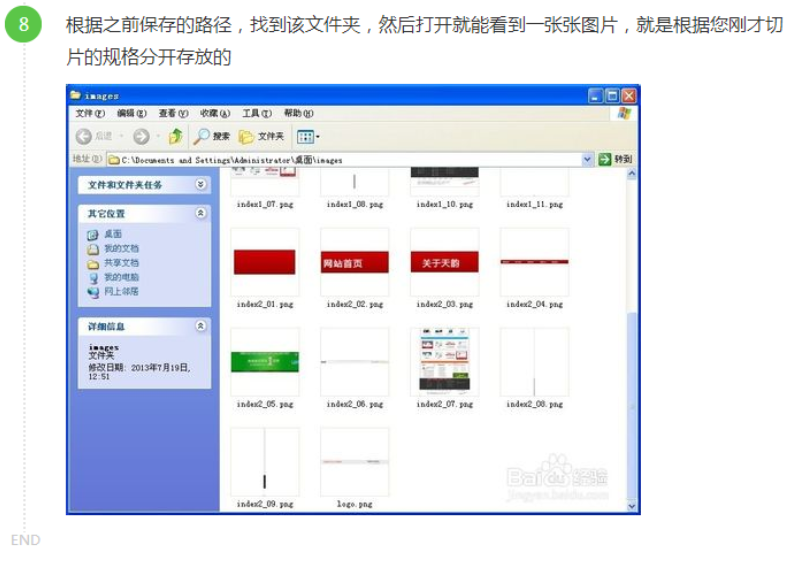 8
根据之前保存的路径，找到该文件夹，然后打开就能看到一张张图片，就是根据您刚才切
片的规格分开存放的
images
文件(F) 编辑(E) 查看(V) 收藏(A) 工具(T) 帮助(H)
后退 搜索 文件夹
地址(D) C:\Documents and Settings\Administrator\桌面\images 转到
文件和文件夹任务
其它位置
桌面
我的文档
共享文档
我的电脑
网上邻居
详细信息
images
文件夹
修改日期: 2013年7月19日,
12:51
index1_07.png index1_08.png index1_10.png index1_11.png
网站首页 关于天韵
index2_01.png index2_02.png index2_03.png index2_04.png
index2_05.png index2_06.png index2_07.png index2_08.png
index2_09.png logo.png
Baidu经验
jingyan.baidu.com
END